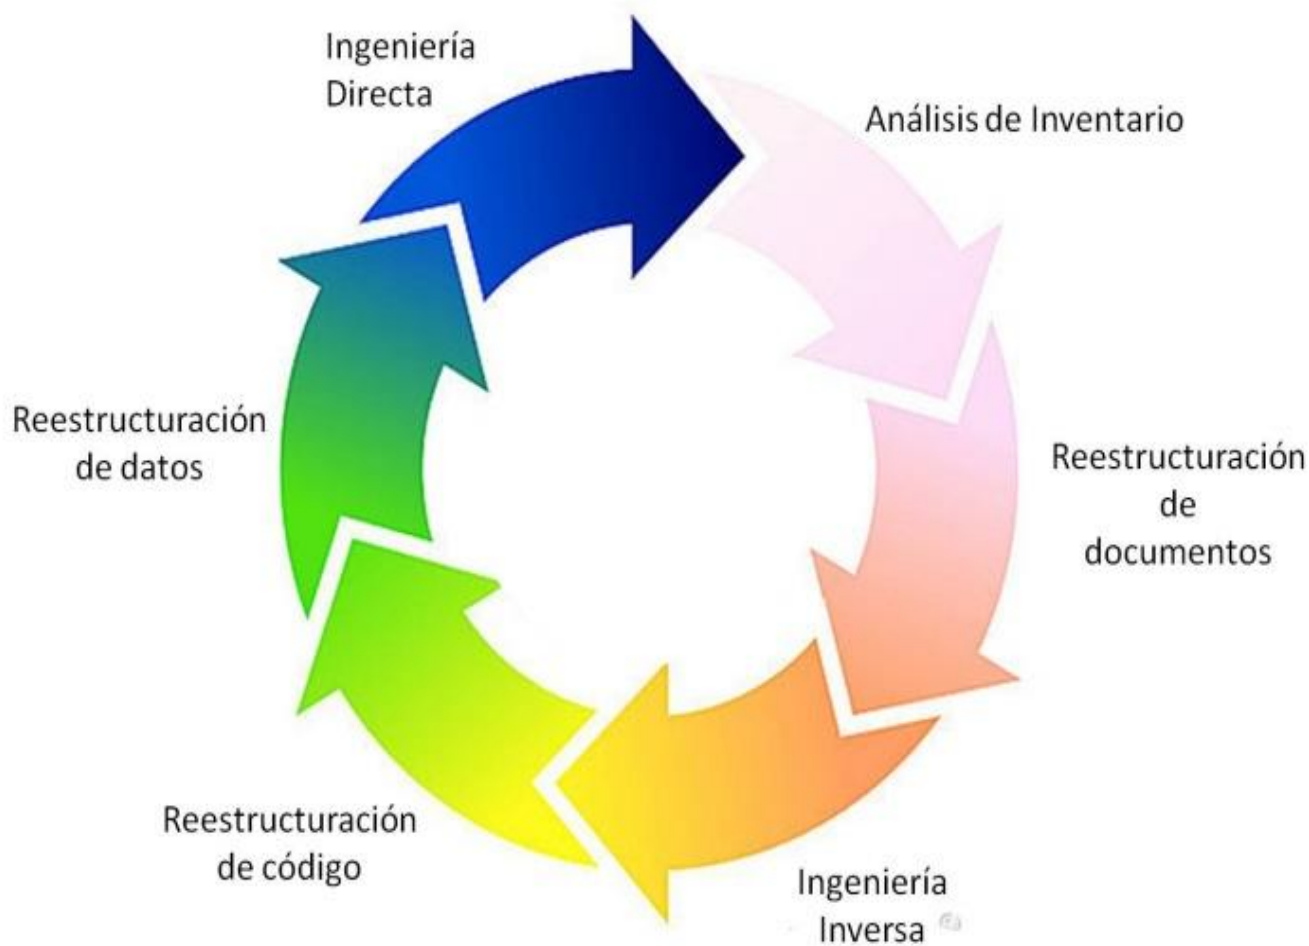 Ingeniería
Directa
Análisis de Inventario
Reestructuración
de
documentos
Ingeniería
Inversa
Reestructuración
de código
Reestructuración
de datos